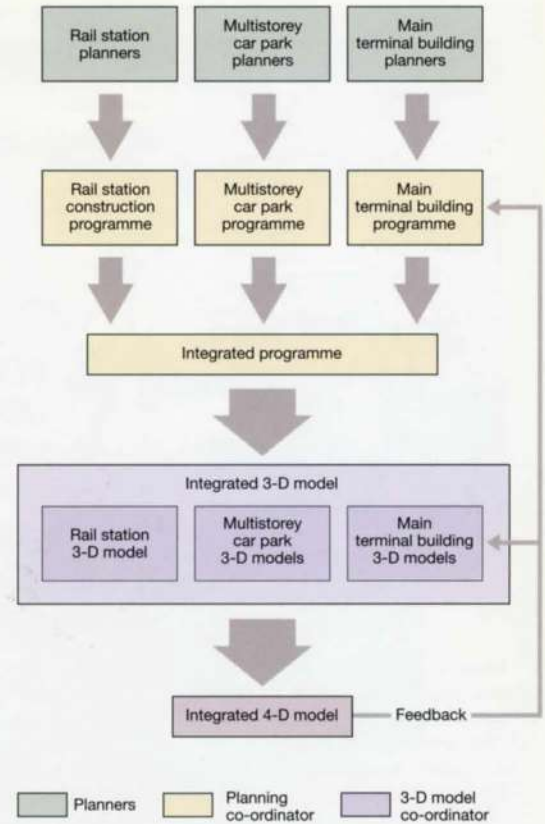 Rail station
planners
Multistorey
car park
planners
Main
terminal building
planners
Rail station
construction
programme
Multistorey
car park
programme
Main
terminal building
programme
Integrated programme
Integrated 3-D model
Rail station
3-D model
Multistorey
car park
3-D models
Main
terminal building
3-D models
Integrated 4-D model
Feedback
Planners
Planning
co-ordinator
3-D model
co-ordinator